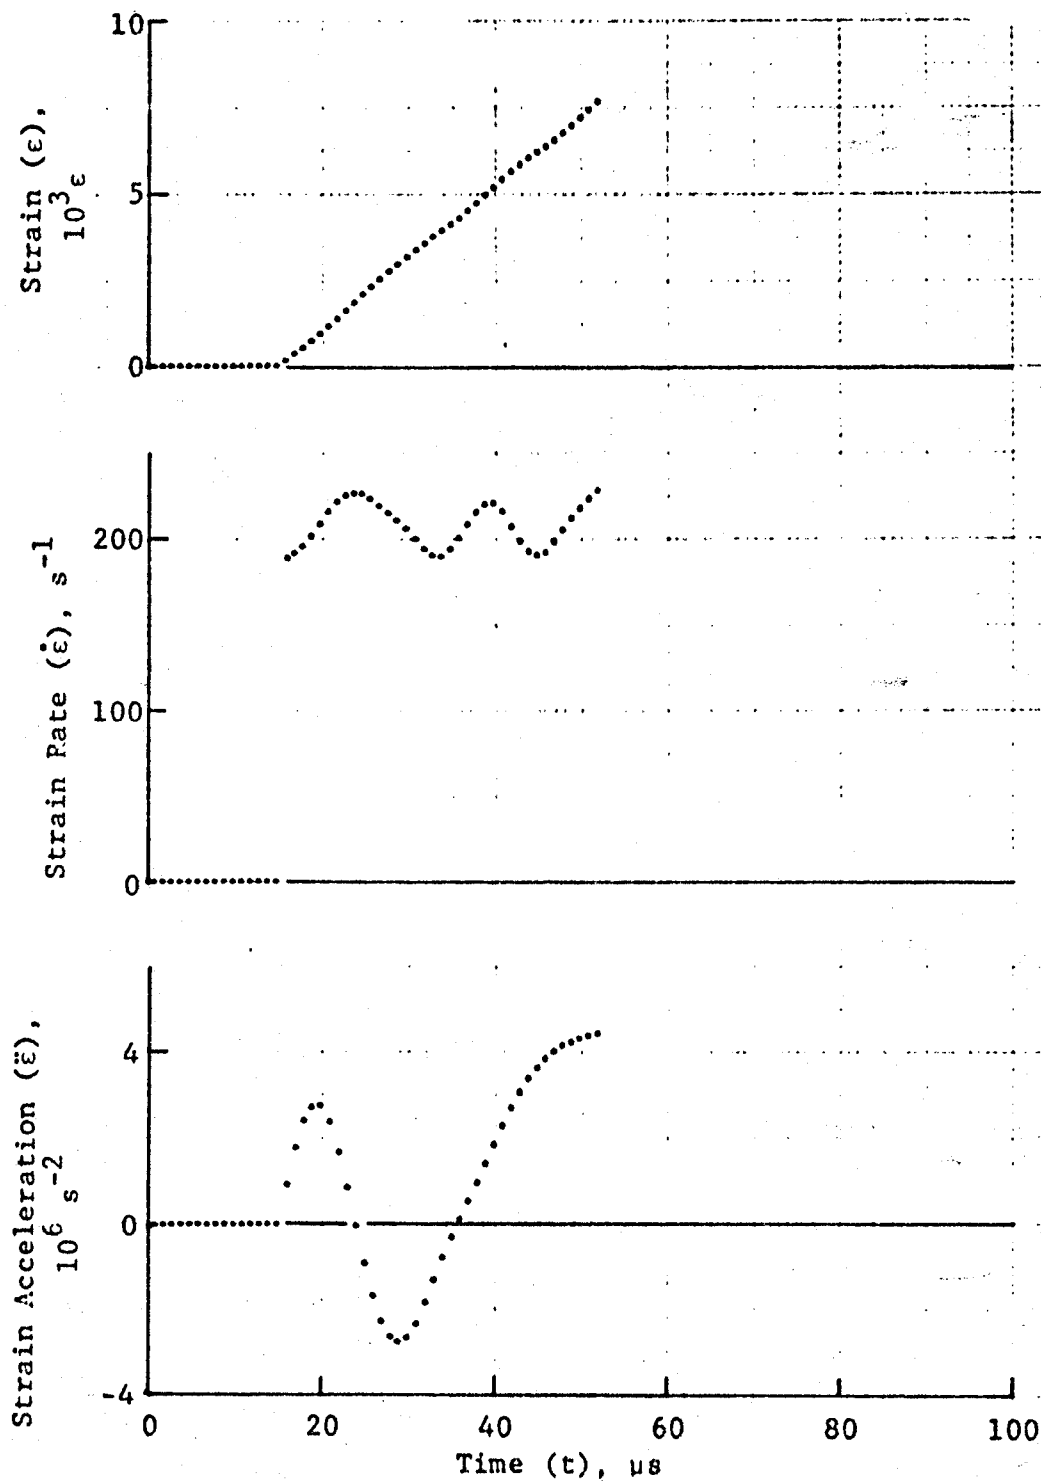 10
5
0
Strain (ε),
10³ε
200
100
0
Strain Rate (ε̇), s⁻¹
4
0
-4
Strain Acceleration (ε̈),
10⁶ s⁻²
0 20 40 60 80 100
Time (t), μs